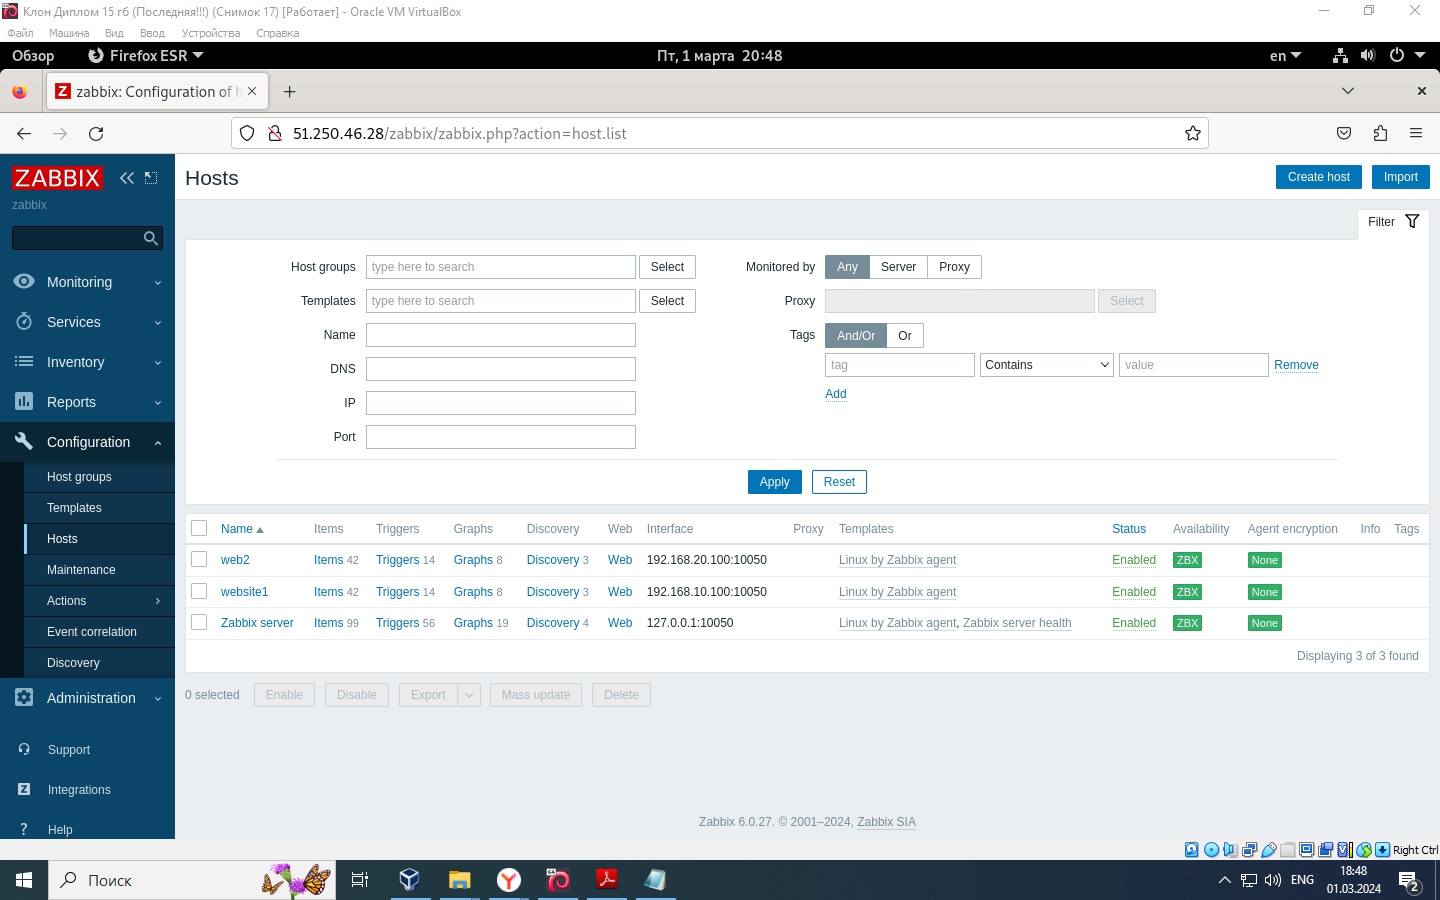 Клон Диплом 15 гб (Последняя!!!) (Снимок 17) [Работает] - Oracle VM VirtualBox
Файл Машина Вид Ввод Устройства Справка
Обзор Firefox ESR Пт, 1 марта 20:48 en
zabbix: Configuration of h
51.250.46.28/zabbix/zabbix.php?action=host.list
ZABBIX
zabbix
Monitoring
Services
Inventory
Reports
Configuration
Host groups
Templates
Hosts
Maintenance
Actions
Event correlation
Discovery
Administration
Support
Integrations
Help
Hosts Create host Import
Filter
Host groups type here to search Select Monitored by Any Server Proxy
Templates type here to search Select Proxy Select
Name Tags And/Or Or
DNS tag Contains value Remove
Add
IP
Port
Apply Reset
Name Items Triggers Graphs Discovery Web Interface Proxy Templates Status Availability Agent encryption Info Tags
web2 Items 42 Triggers 14 Graphs 8 Discovery 3 Web 192.168.20.100:10050 Linux by Zabbix agent Enabled ZBX None
website1 Items 42 Triggers 14 Graphs 8 Discovery 3 Web 192.168.10.100:10050 Linux by Zabbix agent Enabled ZBX None
Zabbix server Items 99 Triggers 56 Graphs 19 Discovery 4 Web 127.0.0.1:10050 Linux by Zabbix agent, Zabbix server health Enabled ZBX None
Displaying 3 of 3 found
0 selected Enable Disable Export Mass update Delete
Zabbix 6.0.27. © 2001–2024, Zabbix SIA
Right Ctrl
Поиск ENG 18:48
01.03.2024 2